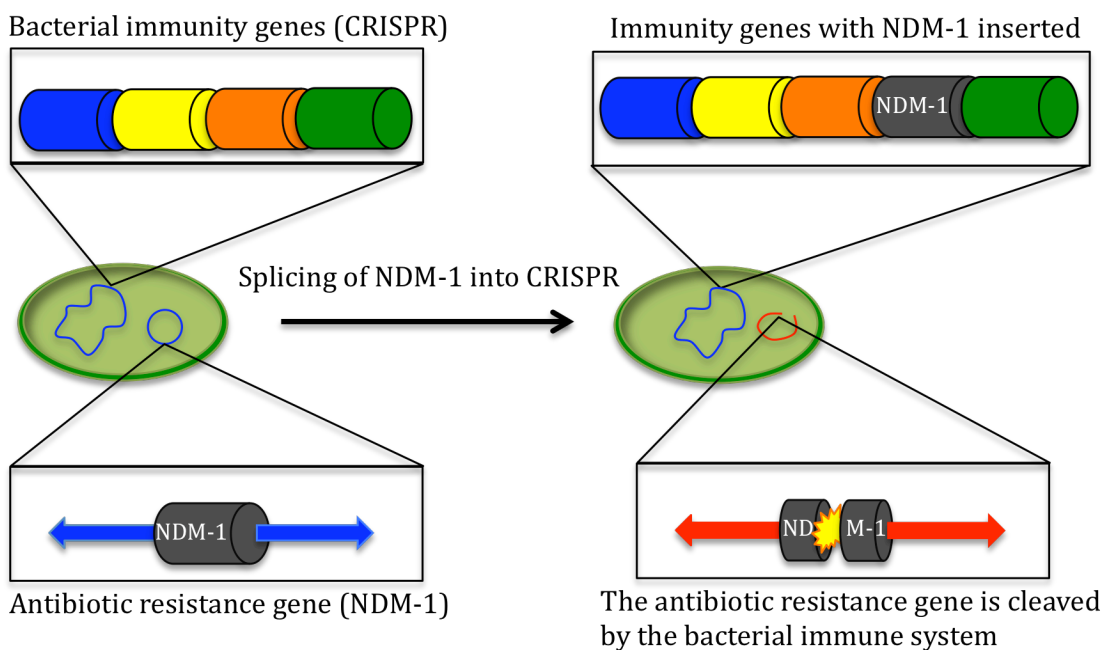 Bacterial immunity genes (CRISPR)
Immunity genes with NDM-1 inserted
NDM-1
Splicing of NDM-1 into CRISPR
NDM-1
ND
M-1
Antibiotic resistance gene (NDM-1)
The antibiotic resistance gene is cleaved
by the bacterial immune system